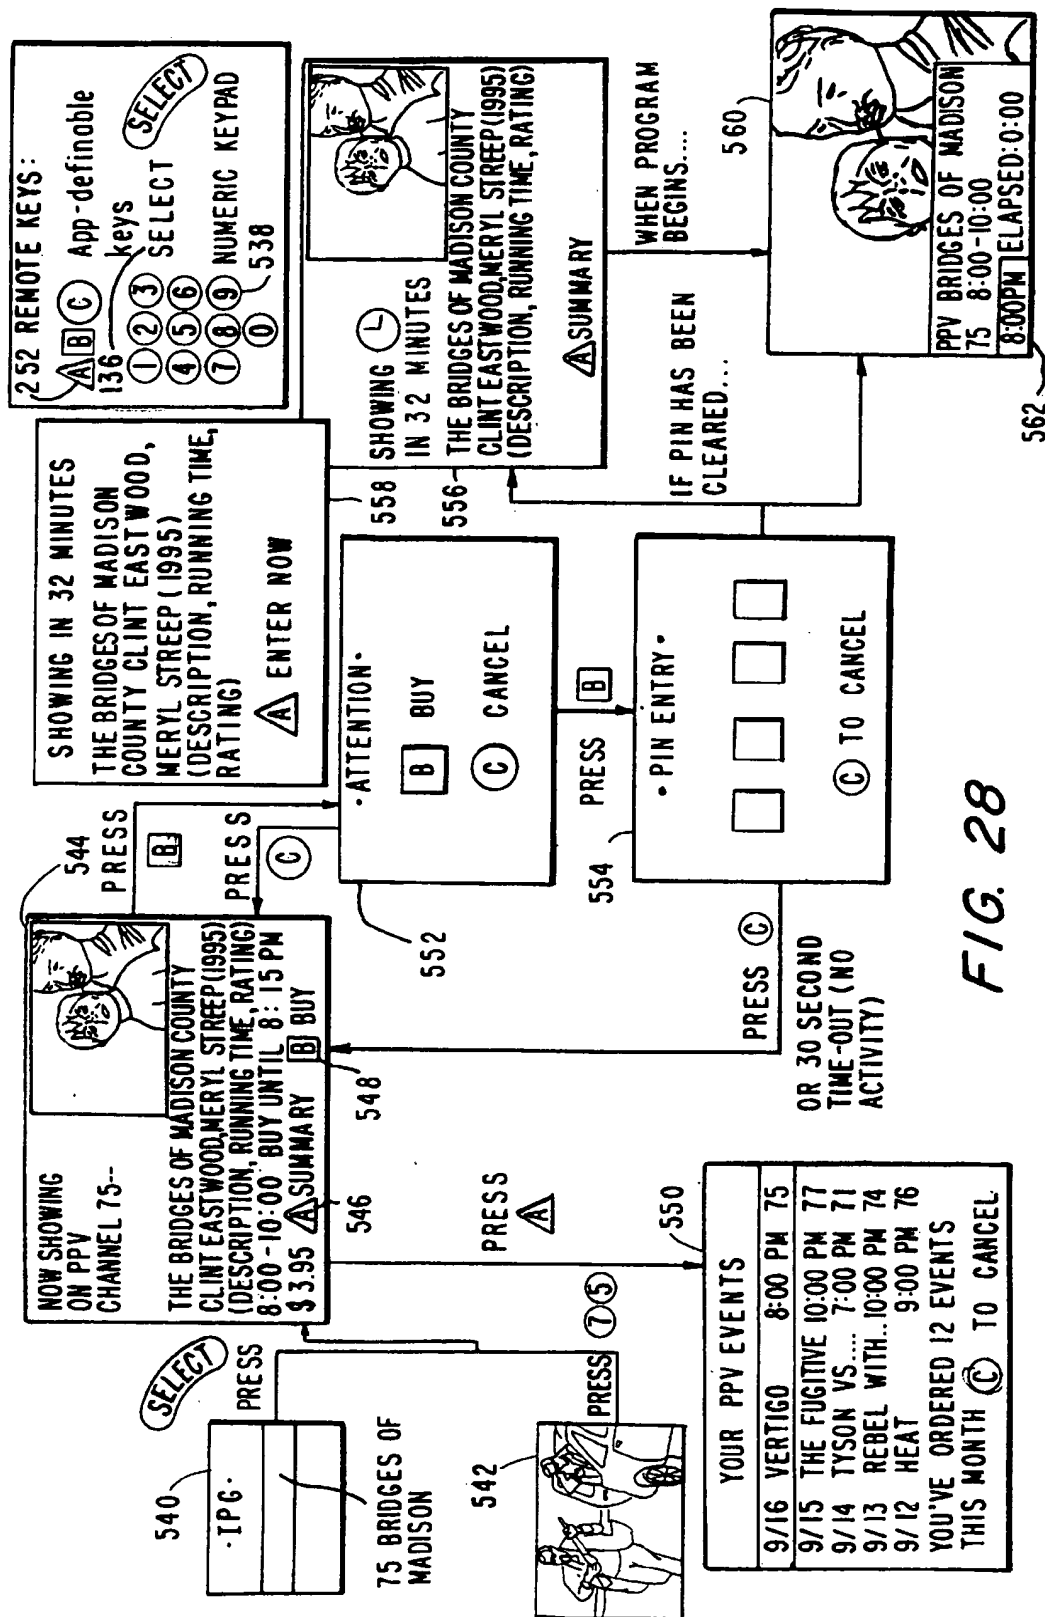 252 REMOTE KEYS:
A B C App-definable
keys
136
SELECT
SELECT
1 2 3
4 5 6
7 8 9 NUMERIC KEYPAD
0
538
540
·IPG·
75 BRIDGES OF
MADISON
SELECT
PRESS
542
PRESS 7 5
544
NOW SHOWING
ON PPV
CHANNEL 75--
THE BRIDGES OF MADISON COUNTY
CLINT EASTWOOD,MERYL STREEP(1995)
(DESCRIPTION, RUNNING TIME, RATING)
8:00-10:00 BUY UNTIL 8:15 PM
$3.95 A SUMMARY B BUY
546
548
PRESS
A
550
YOUR PPV EVENTS
9/16 VERTIGO 8:00 PM 75
9/15 THE FUGITIVE 10:00 PM 77
9/14 TYSON VS..... 7:00 PM 71
9/13 REBEL WITH..10:00 PM 74
9/12 HEAT 9:00 PM 76
YOU'VE ORDERED 12 EVENTS
THIS MONTH C TO CANCEL
PRESS
B
PRESS
C
552
·ATTENTION·
B BUY
C CANCEL
PRESS B
554
·PIN ENTRY·
C TO CANCEL
PRESS C
OR 30 SECOND
TIME-OUT (NO
ACTIVITY)
558
SHOWING IN 32 MINUTES
THE BRIDGES OF MADISON
COUNTY CLINT EASTWOOD,
MERYL STREEP (1995)
(DESCRIPTION, RUNNING TIME,
RATING)
A ENTER NOW
556
SHOWING
IN 32 MINUTES
THE BRIDGES OF MADISON COUNTY
CLINT EASTWOOD,MERYL STREEP(1995)
(DESCRIPTION, RUNNING TIME, RATING)
A SUMMARY
IF PIN HAS BEEN
CLEARED...
WHEN PROGRAM
BEGINS...
560
PPV BRIDGES OF MADISON
75 8:00-10:00
8:00PM ELAPSED:0:00
562
FIG. 28